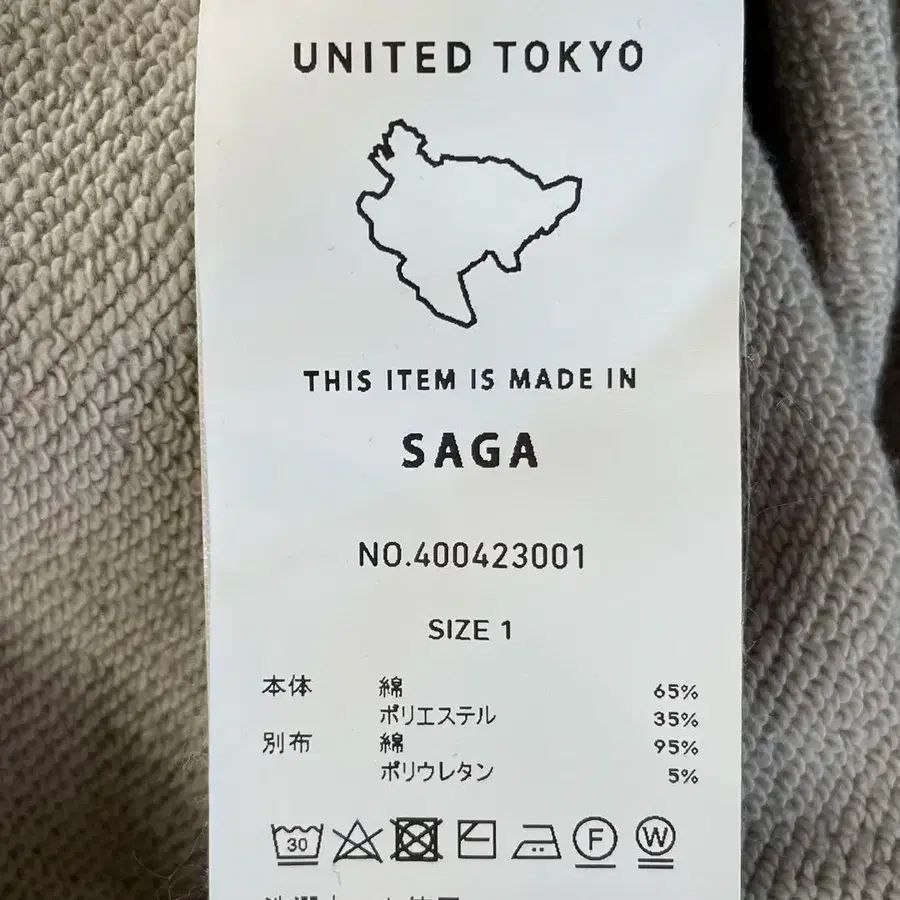 UNITED TOKYO
THIS ITEM IS MADE IN
SAGA
NO.400423001
SIZE 1
本体 綿 65%
ポリエステル 35%
別布 綿 95%
ポリウレタン 5%
30 F W